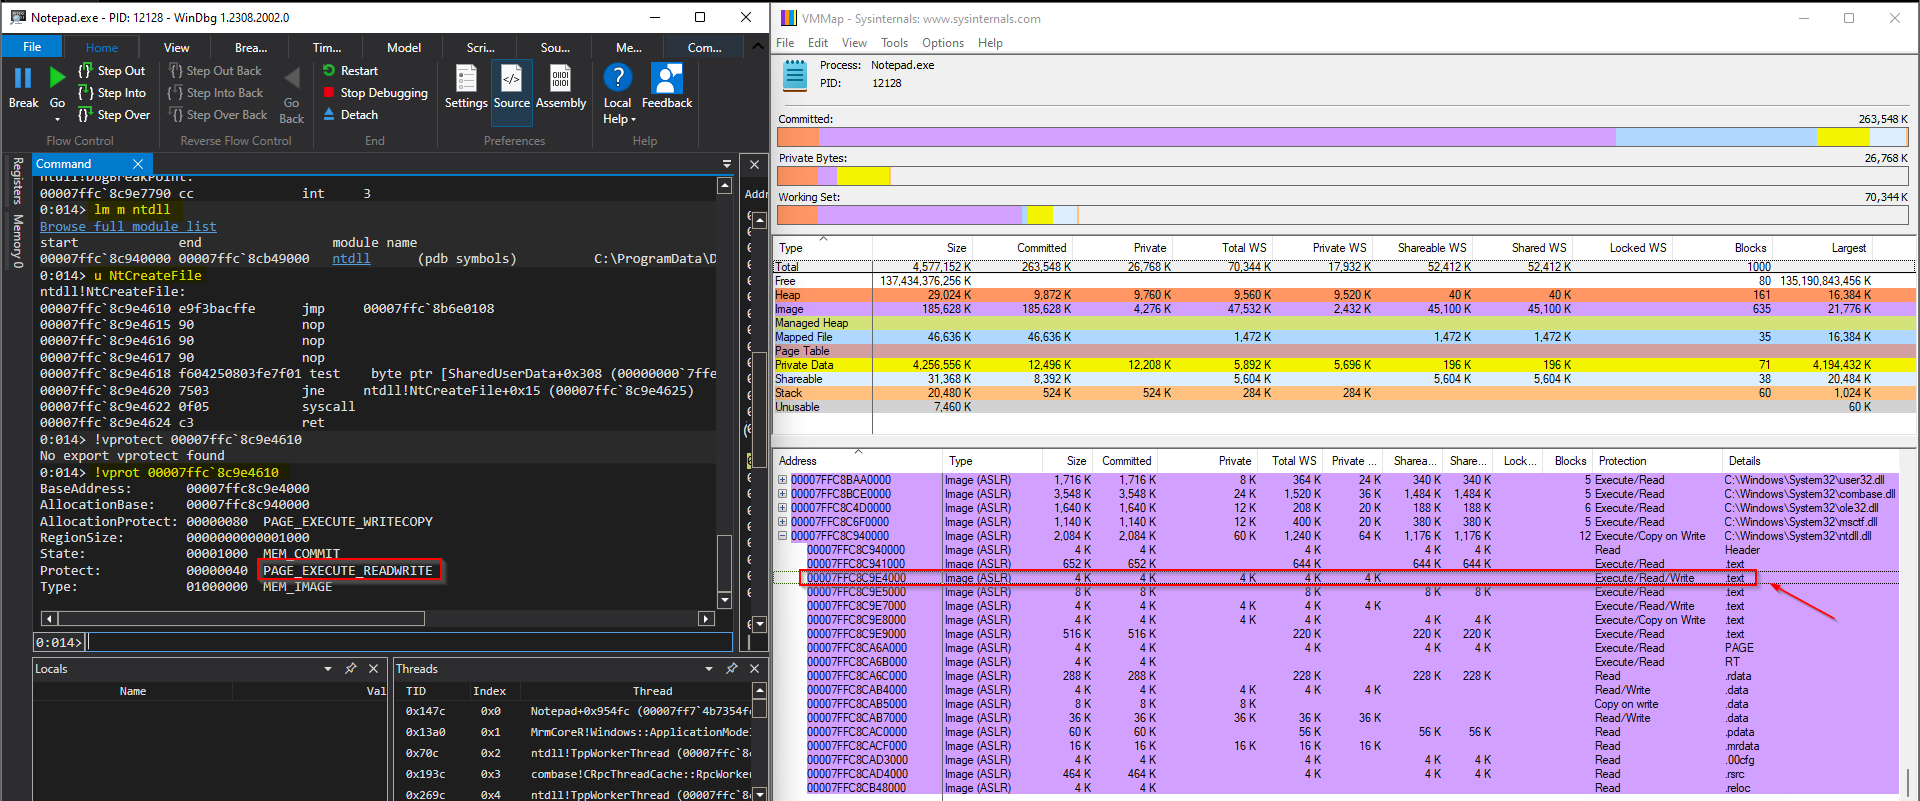 Notepad.exe - PID: 12128 - WinDbg 1.2308.2002.0
File Home View Brea... Tim... Model Scri... Sou... Me... Com...
Break
Go
Step Out
Step Into
Step Over
Flow Control
Step Out Back
Step Into Back
Step Over Back
Go Back
Reverse Flow Control
Restart
Stop Debugging
Detach
End
Settings Source Assembly
Preferences
Local Help Feedback
Help
Registers
Memory 0
Command
ntdll!DbgBreakPoint:
00007ffc`8c9e7790 cc int 3
0:014> lm m ntdll
Browse full module list
start end module name
00007ffc`8c940000 00007ffc`8cb49000 ntdll (pdb symbols) C:\ProgramData\D
0:014> u NtCreateFile
ntdll!NtCreateFile:
00007ffc`8c9e4610 e9f3bacffe jmp 00007ffc`8b6e0108
00007ffc`8c9e4615 90 nop
00007ffc`8c9e4616 90 nop
00007ffc`8c9e4617 90 nop
00007ffc`8c9e4618 f604250803fe7f01 test byte ptr [SharedUserData+0x308 (00000000`7ffe
00007ffc`8c9e4620 7503 jne ntdll!NtCreateFile+0x15 (00007ffc`8c9e4625)
00007ffc`8c9e4622 0f05 syscall
00007ffc`8c9e4624 c3 ret
0:014> !vprotect 00007ffc`8c9e4610
No export vprotect found
0:014> !vprot 00007ffc`8c9e4610
BaseAddress: 00007ffc8c9e4000
AllocationBase: 00007ffc8c940000
AllocationProtect: 00000080 PAGE_EXECUTE_WRITECOPY
RegionSize: 0000000000001000
State: 00001000 MEM_COMMIT
Protect: 00000040 PAGE_EXECUTE_READWRITE
Type: 01000000 MEM_IMAGE
0:014>
Addr
Locals
Name Val
Threads
TID Index Thread
0x147c 0x0 Notepad+0x954fc (00007ff7`4b7354f
0x13a0 0x1 MrmCoreR!Windows::ApplicationMode
0x70c 0x2 ntdll!TppWorkerThread (00007ffc`8c
0x193c 0x3 combase!CRpcThreadCache::RpcWorker
0x269c 0x4 ntdll!TppWorkerThread (00007ffc`8c
VMMap - Sysinternals: www.sysinternals.com
File Edit View Tools Options Help
Process: Notepad.exe
PID: 12128
Committed: 263,548 K
Private Bytes: 26,768 K
Working Set: 70,344 K
Type Size Committed Private Total WS Private WS Shareable WS Shared WS Locked WS Blocks Largest
Total 4,577,152 K 263,548 K 26,768 K 70,344 K 17,932 K 52,412 K 52,412 K 1000
Free 137,434,376,256 K 80 135,190,843,456 K
Heap 29,024 K 9,872 K 9,760 K 9,560 K 9,520 K 40 K 40 K 161 16,384 K
Image 185,628 K 185,628 K 4,276 K 47,532 K 2,432 K 45,100 K 45,100 K 635 21,776 K
Managed Heap
Mapped File 46,636 K 46,636 K 1,472 K 1,472 K 1,472 K 35 16,384 K
Page Table
Private Data 4,256,556 K 12,496 K 12,208 K 5,892 K 5,696 K 196 K 196 K 71 4,194,432 K
Shareable 31,368 K 8,392 K 5,604 K 5,604 K 5,604 K 38 20,484 K
Stack 20,480 K 524 K 524 K 284 K 284 K 60 1,024 K
Unusable 7,460 K 60 K
Address Type Size Committed Private Total WS Private ... Sharea... Share... Lock... Blocks Protection Details
00007FFC8BAA0000 Image (ASLR) 1,716 K 1,716 K 8 K 364 K 24 K 340 K 340 K 5 Execute/Read C:\Windows\System32\user32.dll
00007FFC8BCE0000 Image (ASLR) 3,548 K 3,548 K 24 K 1,520 K 36 K 1,484 K 1,484 K 5 Execute/Read C:\Windows\System32\combase.dll
00007FFC8C4D0000 Image (ASLR) 1,640 K 1,640 K 12 K 208 K 20 K 188 K 188 K 6 Execute/Read C:\Windows\System32\ole32.dll
00007FFC8C6F0000 Image (ASLR) 1,140 K 1,140 K 12 K 400 K 20 K 380 K 380 K 5 Execute/Read C:\Windows\System32\msctf.dll
00007FFC8C940000 Image (ASLR) 2,084 K 2,084 K 60 K 1,240 K 64 K 1,176 K 1,176 K 12 Execute/Copy on Write C:\Windows\System32\ntdll.dll
00007FFC8C940000 Image (ASLR) 4 K 4 K 4 K 4 K 4 K Read Header
00007FFC8C941000 Image (ASLR) 652 K 652 K 644 K 644 K 644 K Execute/Read .text
00007FFC8C9E4000 Image (ASLR) 4 K 4 K 4 K 4 K 4 K Execute/Read/Write .text
00007FFC8C9E5000 Image (ASLR) 8 K 8 K 8 K 8 K 8 K Execute/Read .text
00007FFC8C9E7000 Image (ASLR) 4 K 4 K 4 K 4 K 4 K Execute/Read/Write .text
00007FFC8C9E8000 Image (ASLR) 4 K 4 K 4 K 4 K 4 K 4 K Execute/Copy on Write .text
00007FFC8C9E9000 Image (ASLR) 516 K 516 K 220 K 220 K 220 K Execute/Read .text
00007FFC8CA6A000 Image (ASLR) 4 K 4 K 4 K 4 K 4 K Execute/Read PAGE
00007FFC8CA6B000 Image (ASLR) 4 K 4 K Execute/Read RT
00007FFC8CA6C000 Image (ASLR) 288 K 288 K 228 K 228 K 228 K Read .rdata
00007FFC8CAB4000 Image (ASLR) 4 K 4 K 4 K 4 K 4 K Read/Write .data
00007FFC8CAB5000 Image (ASLR) 8 K 8 K 8 K Copy on write .data
00007FFC8CAB7000 Image (ASLR) 36 K 36 K 36 K 36 K 36 K Read/Write .data
00007FFC8CAC0000 Image (ASLR) 60 K 60 K 56 K 56 K 56 K Read .pdata
00007FFC8CACF000 Image (ASLR) 16 K 16 K 16 K 16 K 16 K Read .mrdata
00007FFC8CAD3000 Image (ASLR) 4 K 4 K 4 K 4 K 4 K Read .00cfg
00007FFC8CAD4000 Image (ASLR) 464 K 464 K 4 K 4 K 4 K Read .rsrc
00007FFC8CB48000 Image (ASLR) 4 K 4 K Read .reloc